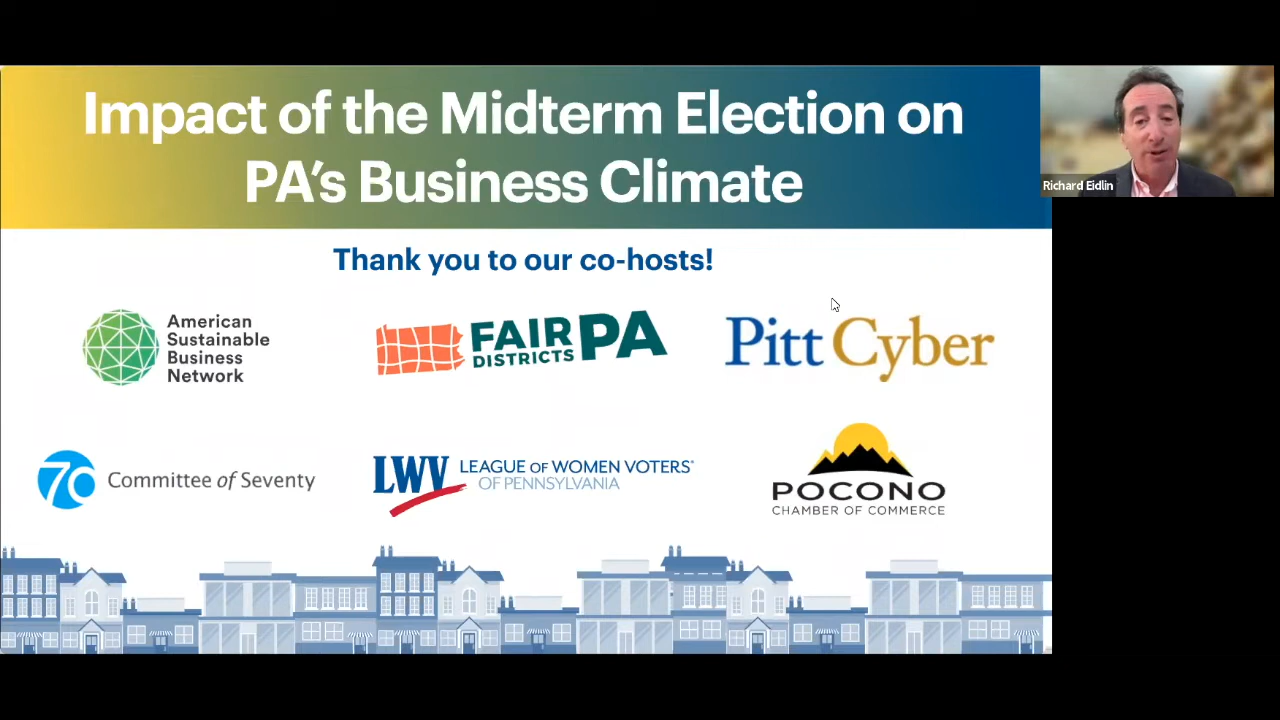 Impact of the Midterm Election on
PA's Business Climate
Richard Eidlin
Thank you to our co-hosts!
American
Sustainable
Business
Network
FAIR
DISTRICTS
PA
Pitt Cyber
70
Committee of Seventy
LWV
LEAGUE OF WOMEN VOTERS®
OF PENNSYLVANIA
POCONO
CHAMBER OF COMMERCE